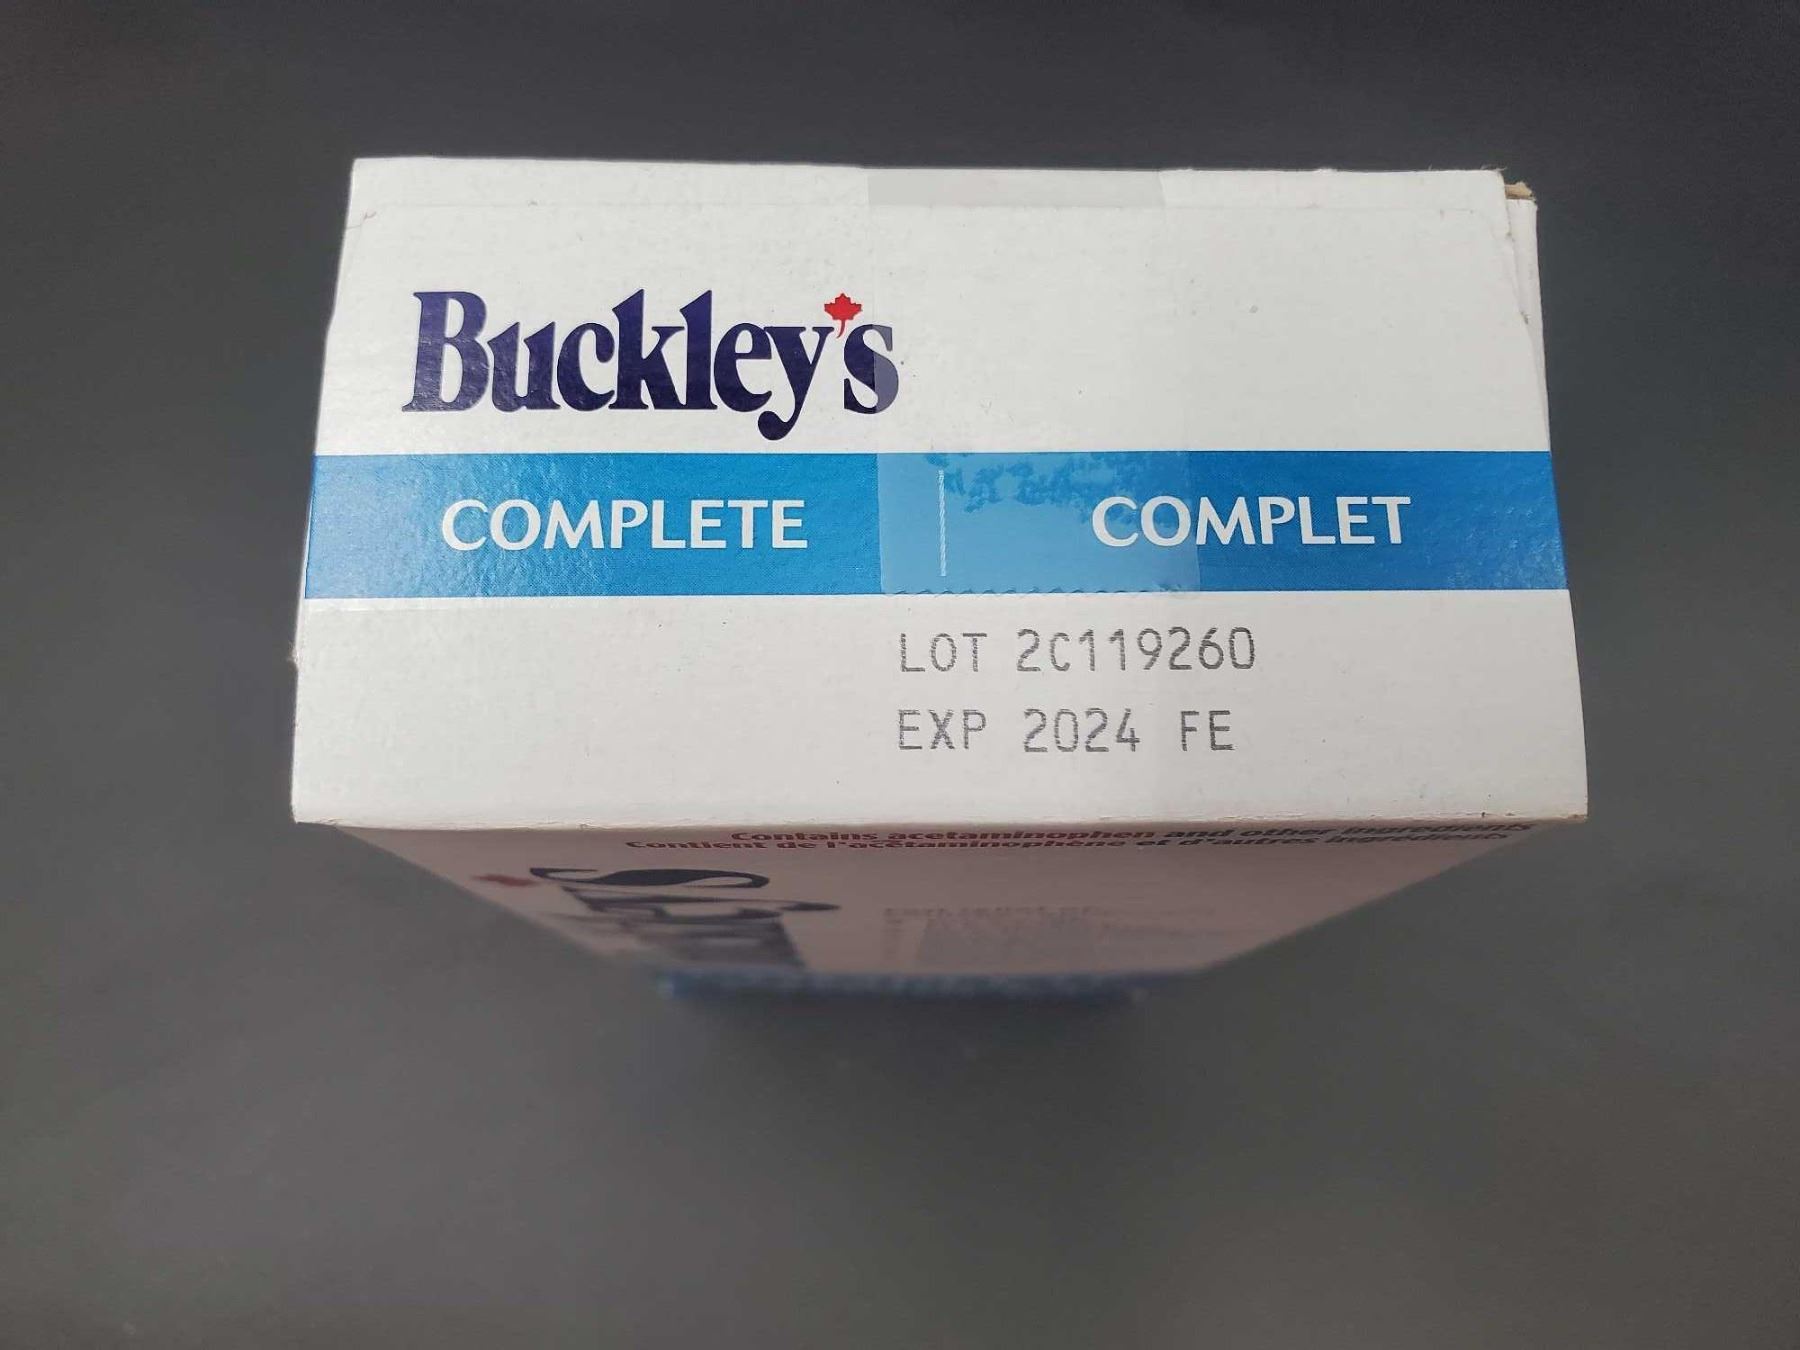 Buckley's
COMPLETE COMPLET
LOT 2C119260
EXP 2024 FE
Contains acetaminophen and other ingredients
Contient de l'acétaminophène et d'autres ingrédients